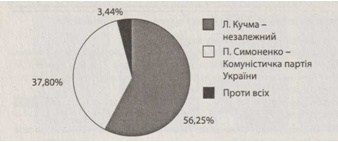 3,44%
37,80%
56,25%
Л. Кучма –
незалежний
П. Симоненко –
Комуністична партія
України
Проти всіх